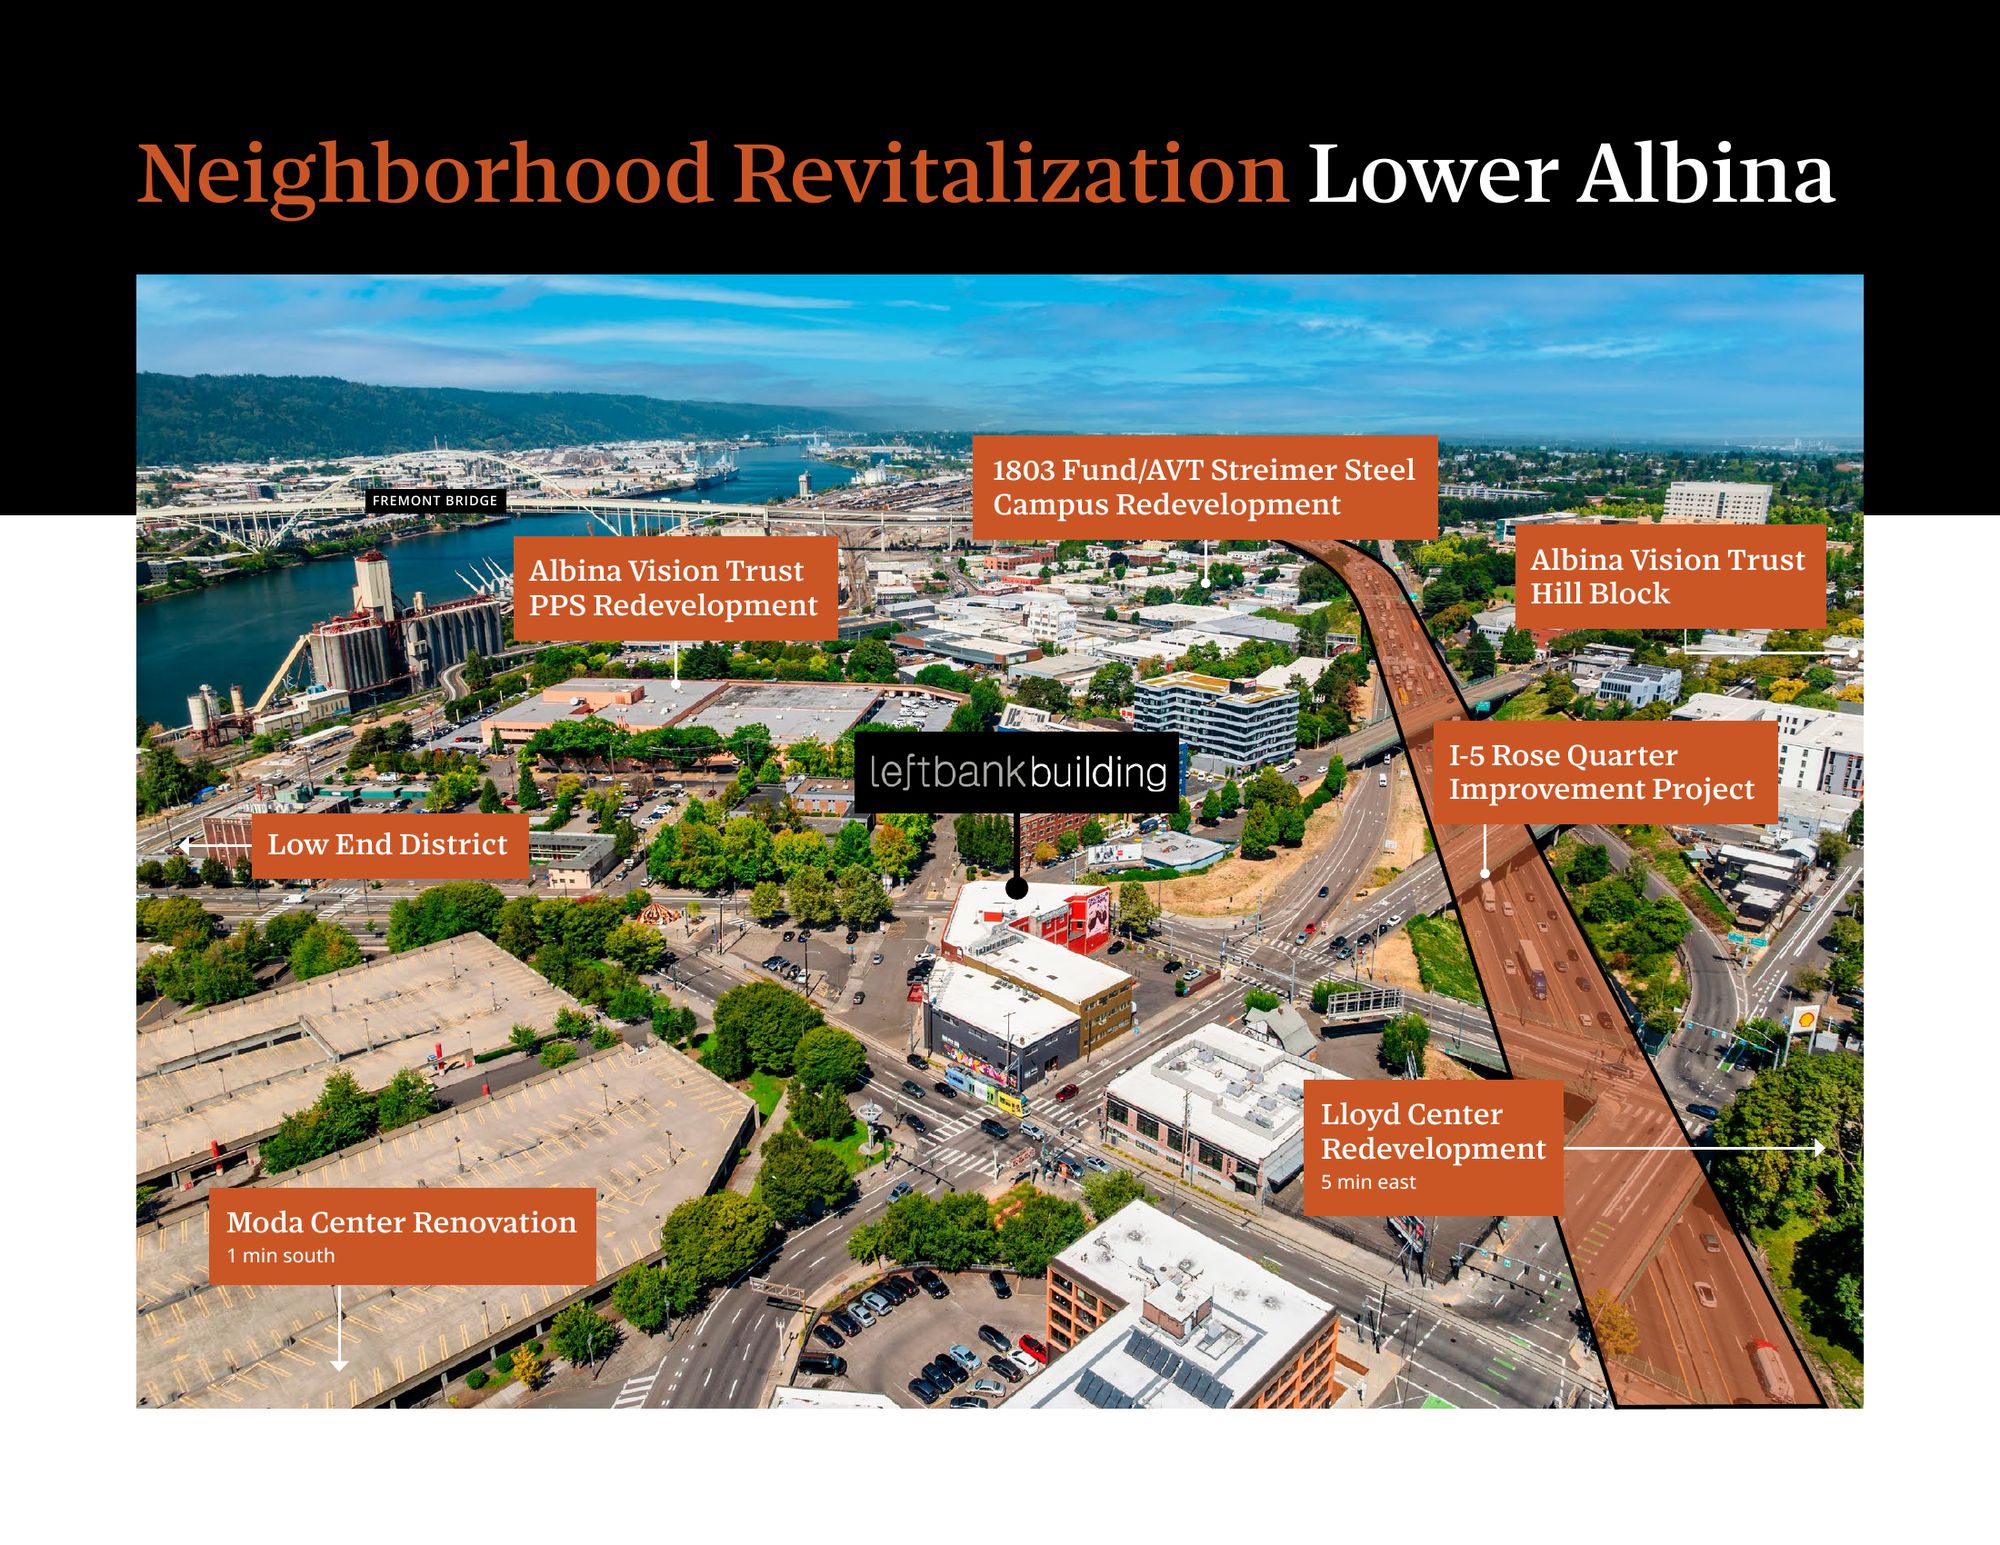 Neighborhood Revitalization Lower Albina
FREMONT BRIDGE
1803 Fund/AVT Streimer Steel
Campus Redevelopment
Albina Vision Trust
PPS Redevelopment
Albina Vision Trust
Hill Block
leftbankbuilding
I-5 Rose Quarter
Improvement Project
Low End District
Lloyd Center
Redevelopment
5 min east
Moda Center Renovation
1 min south